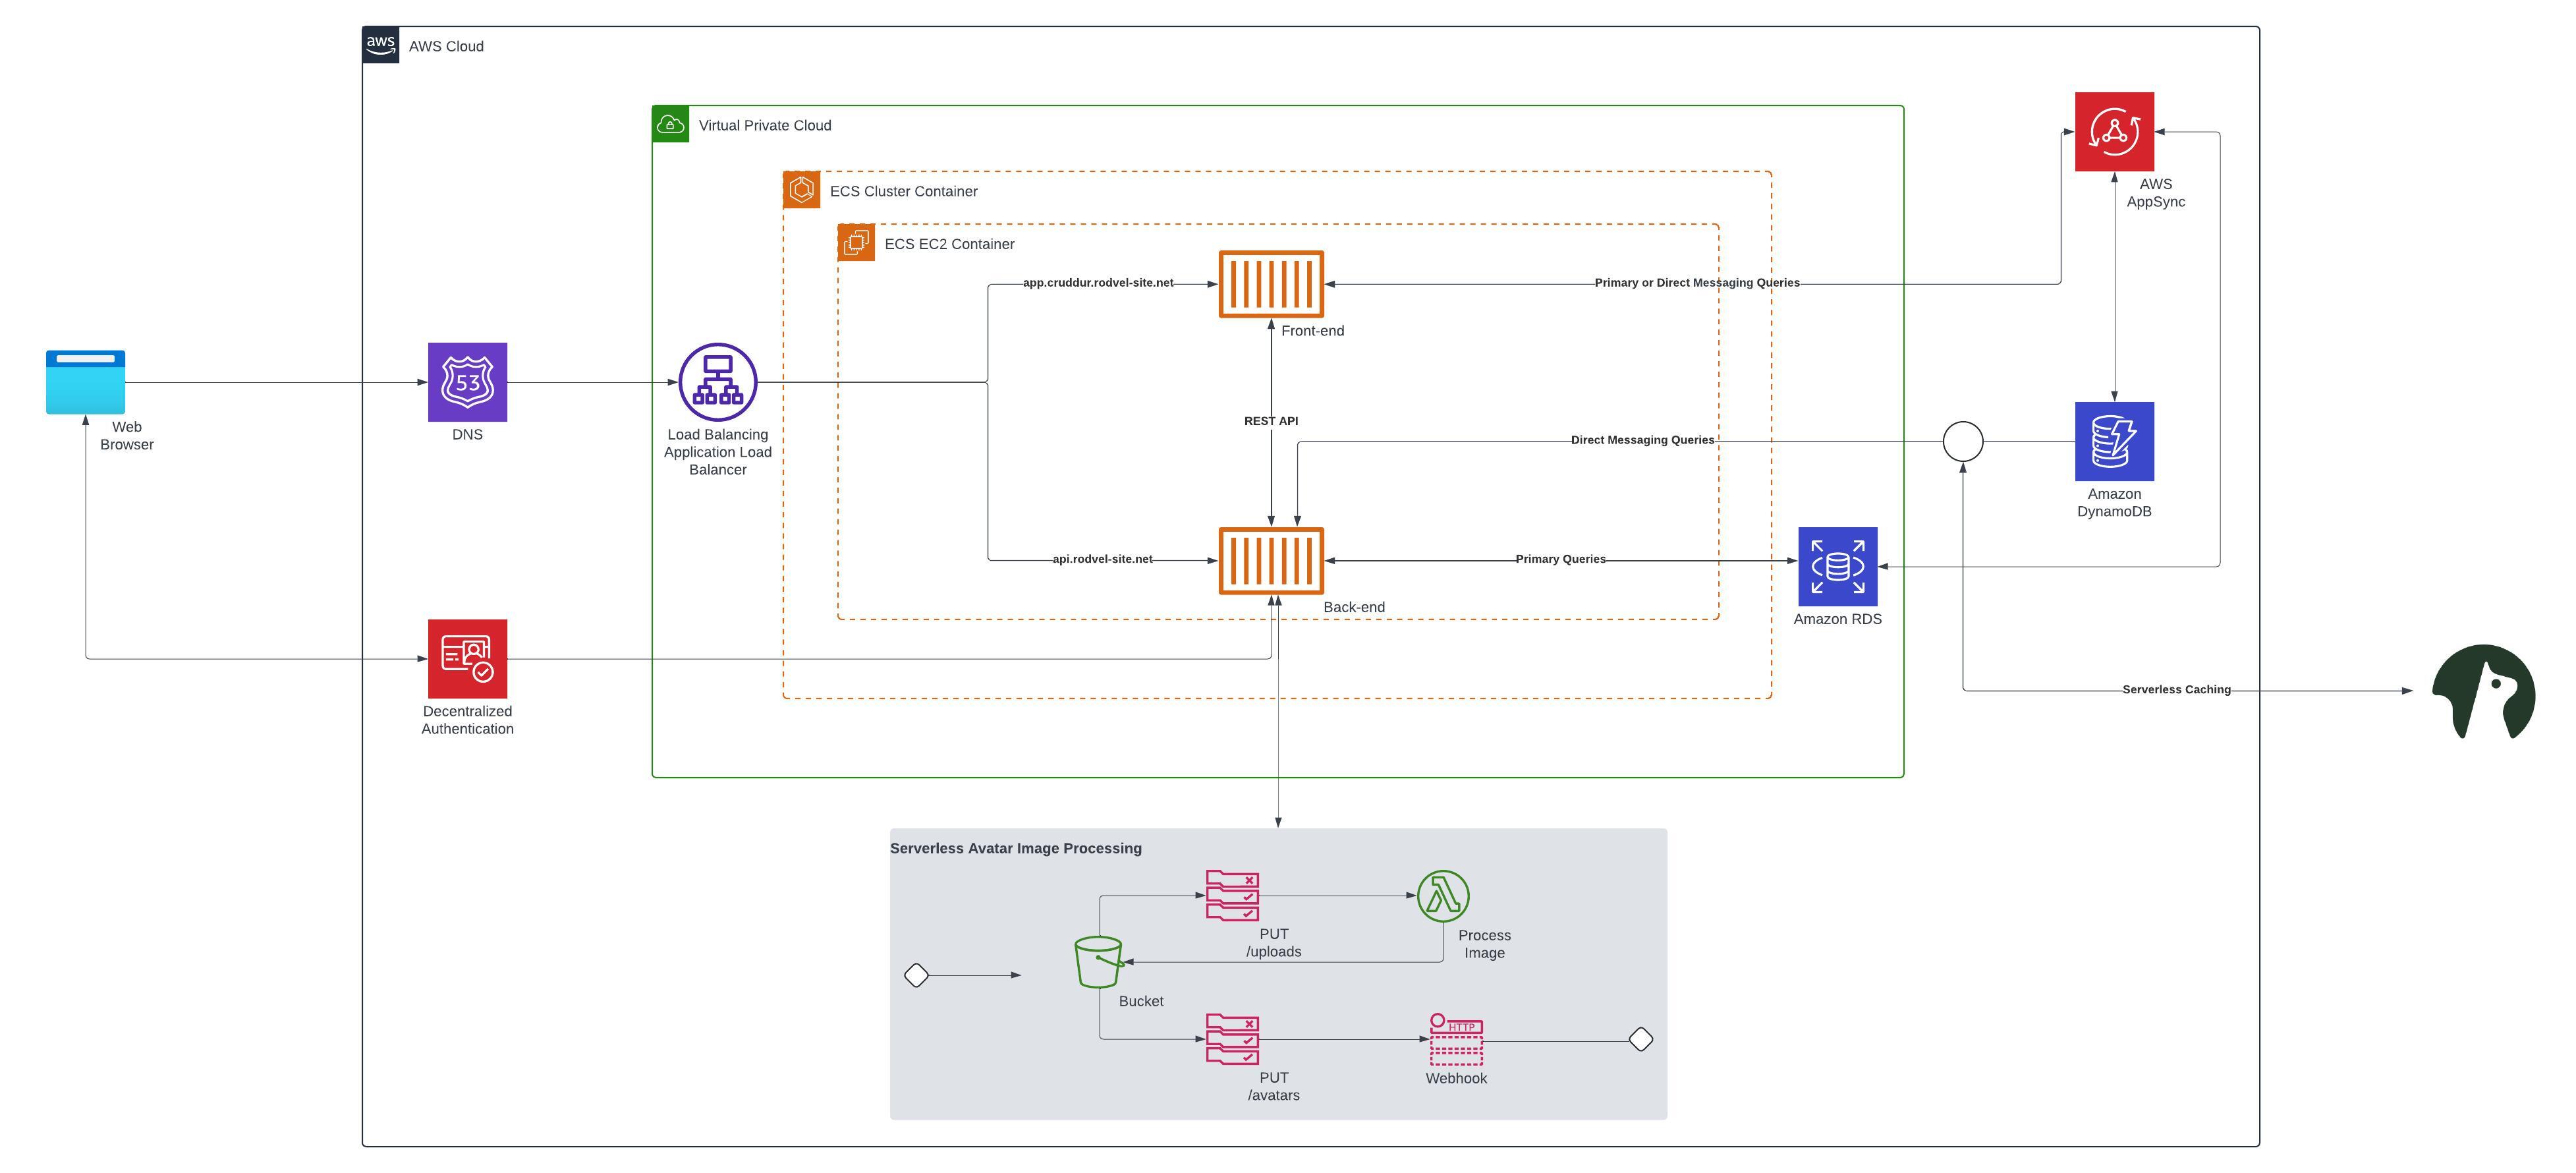 aws
AWS Cloud
Virtual Private Cloud
AWS
AppSync
ECS Cluster Container
ECS EC2 Container
app.cruddur.rodvel-site.net
Primary or Direct Messaging Queries
Front-end
53
Web
Browser
DNS
Load Balancing
Application Load
Balancer
REST API
Direct Messaging Queries
Amazon
DynamoDB
api.rodvel-site.net
Primary Queries
Back-end
Amazon RDS
Decentralized
Authentication
Serverless Caching
Serverless Avatar Image Processing
PUT
/uploads
Process
Image
Bucket
HTTP
PUT
/avatars
Webhook